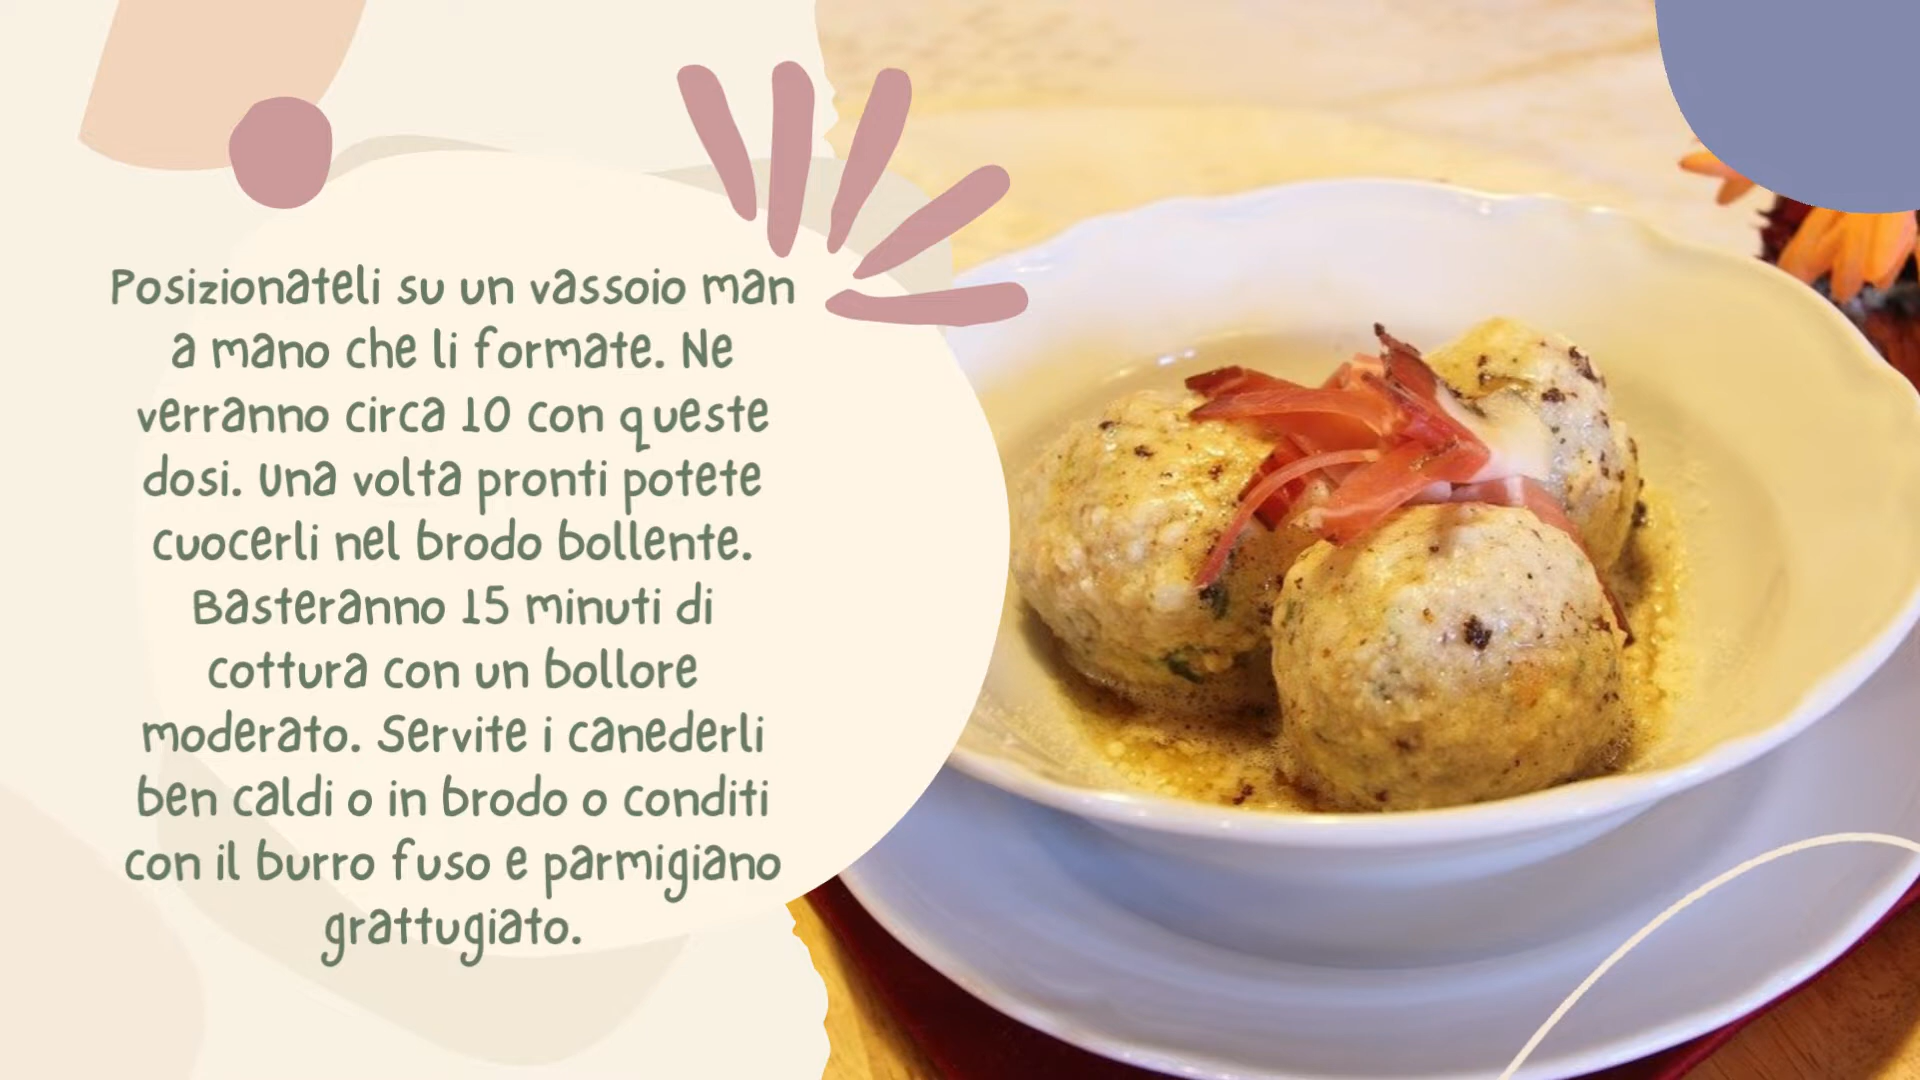 Posizionateli su un vassoio man
a mano che li formate. Ne
verranno circa 10 con queste
dosi. Una volta pronti potete
cuocerli nel brodo bollente.
Basteranno 15 minuti di
cottura con un bollore
moderato. Servite i canederli
ben caldi o in brodo o conditi
con il burro fuso e parmigiano
grattugiato.